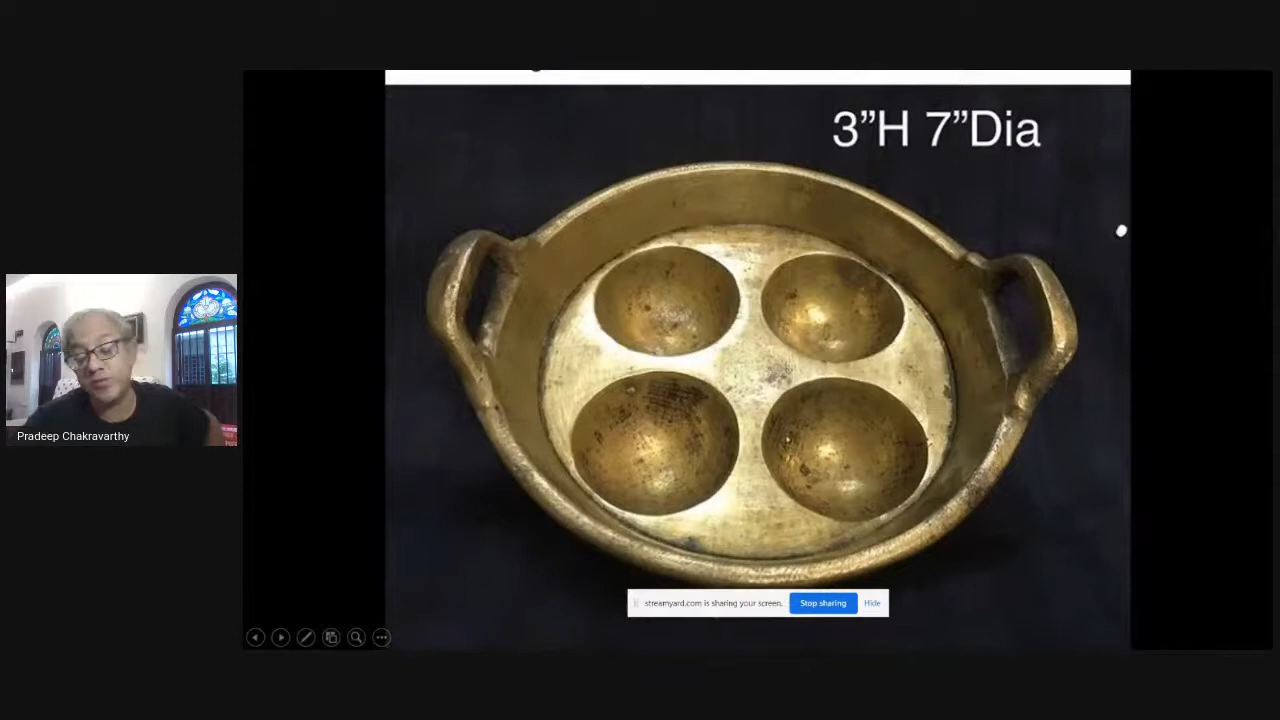 3”H 7”Dia
Pradeep Chakravarthy
streamyard.com is sharing your screen.
Stop sharing
Hide